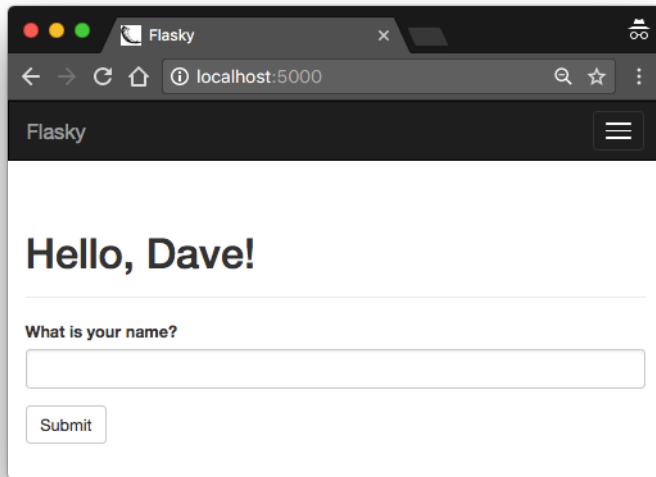 Flasky
localhost:5000
Flasky
Hello, Dave!
What is your name?
Submit